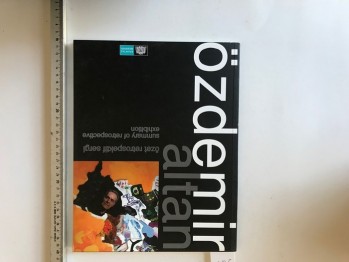 özdemir
altan
özet retrospektif sergi
summary of retrospective
exhibition